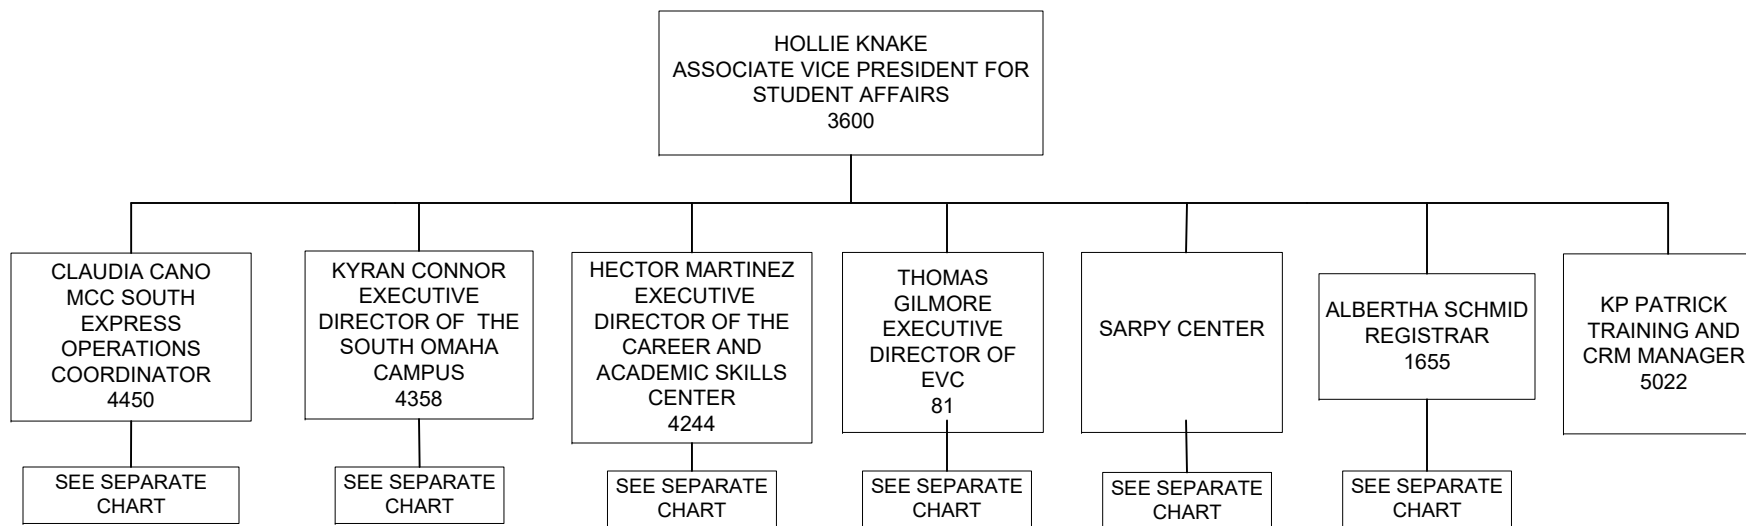 HOLLIE KNAKE
ASSOCIATE VICE PRESIDENT FOR
STUDENT AFFAIRS
3600
CLAUDIA CANO
MCC SOUTH
EXPRESS
OPERATIONS
COORDINATOR
4450
SEE SEPARATE
CHART
KYRAN CONNOR
EXECUTIVE
DIRECTOR OF  THE
SOUTH OMAHA
CAMPUS
4358
SEE SEPARATE
CHART
HECTOR MARTINEZ
EXECUTIVE
DIRECTOR OF THE
CAREER AND
ACADEMIC SKILLS
CENTER
4244
SEE SEPARATE
CHART
THOMAS
GILMORE
EXECUTIVE
DIRECTOR OF
EVC
81
SEE SEPARATE
CHART
SARPY CENTER
SEE SEPARATE
CHART
ALBERTHA SCHMID
REGISTRAR
1655
SEE SEPARATE
CHART
KP PATRICK
TRAINING AND
CRM MANAGER
5022